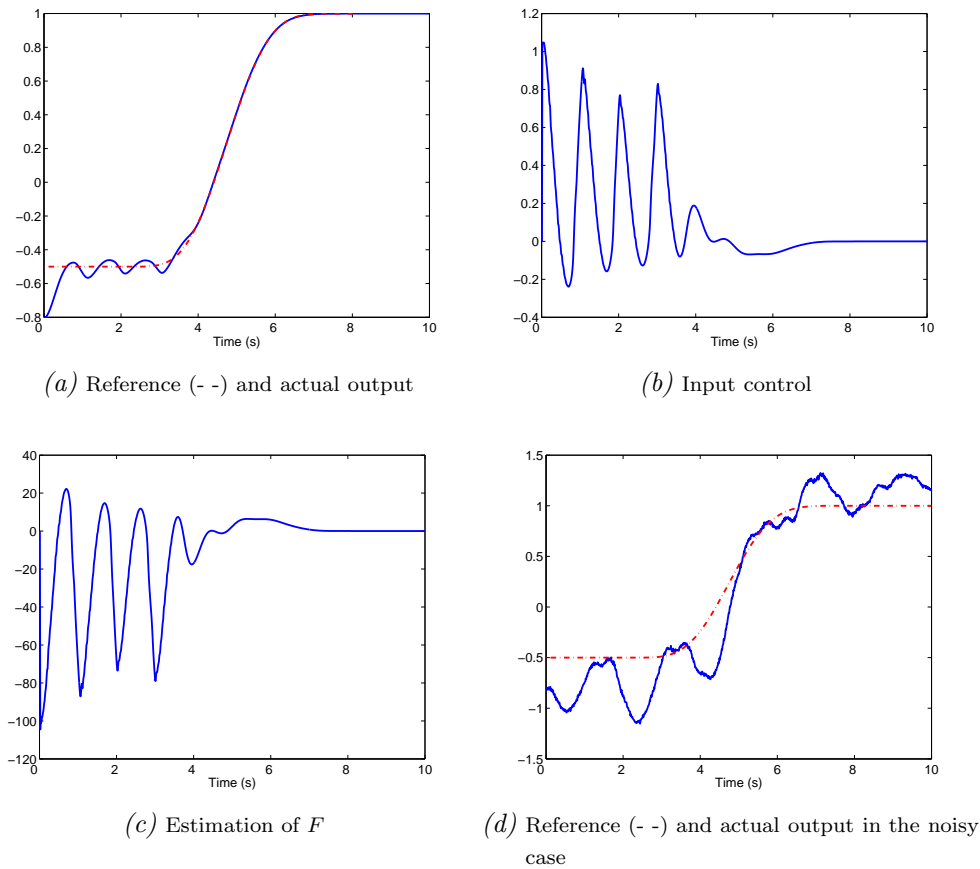 1
0.8
0.6
0.4
0.2
0
−0.2
−0.4
−0.6
−0.8
0 2 4 6 8 10
Time (s)
(a) Reference (- -) and actual output
1.2
1
0.8
0.6
0.4
0.2
0
−0.2
−0.4
0 2 4 6 8 10
Time (s)
(b) Input control
40
20
0
−20
−40
−60
−80
−100
−120
0 2 4 6 8 10
Time (s)
(c) Estimation of F
1.5
1
0.5
0
−0.5
−1
−1.5
0 2 4 6 8 10
Time (s)
(d) Reference (- -) and actual output in the noisy
case